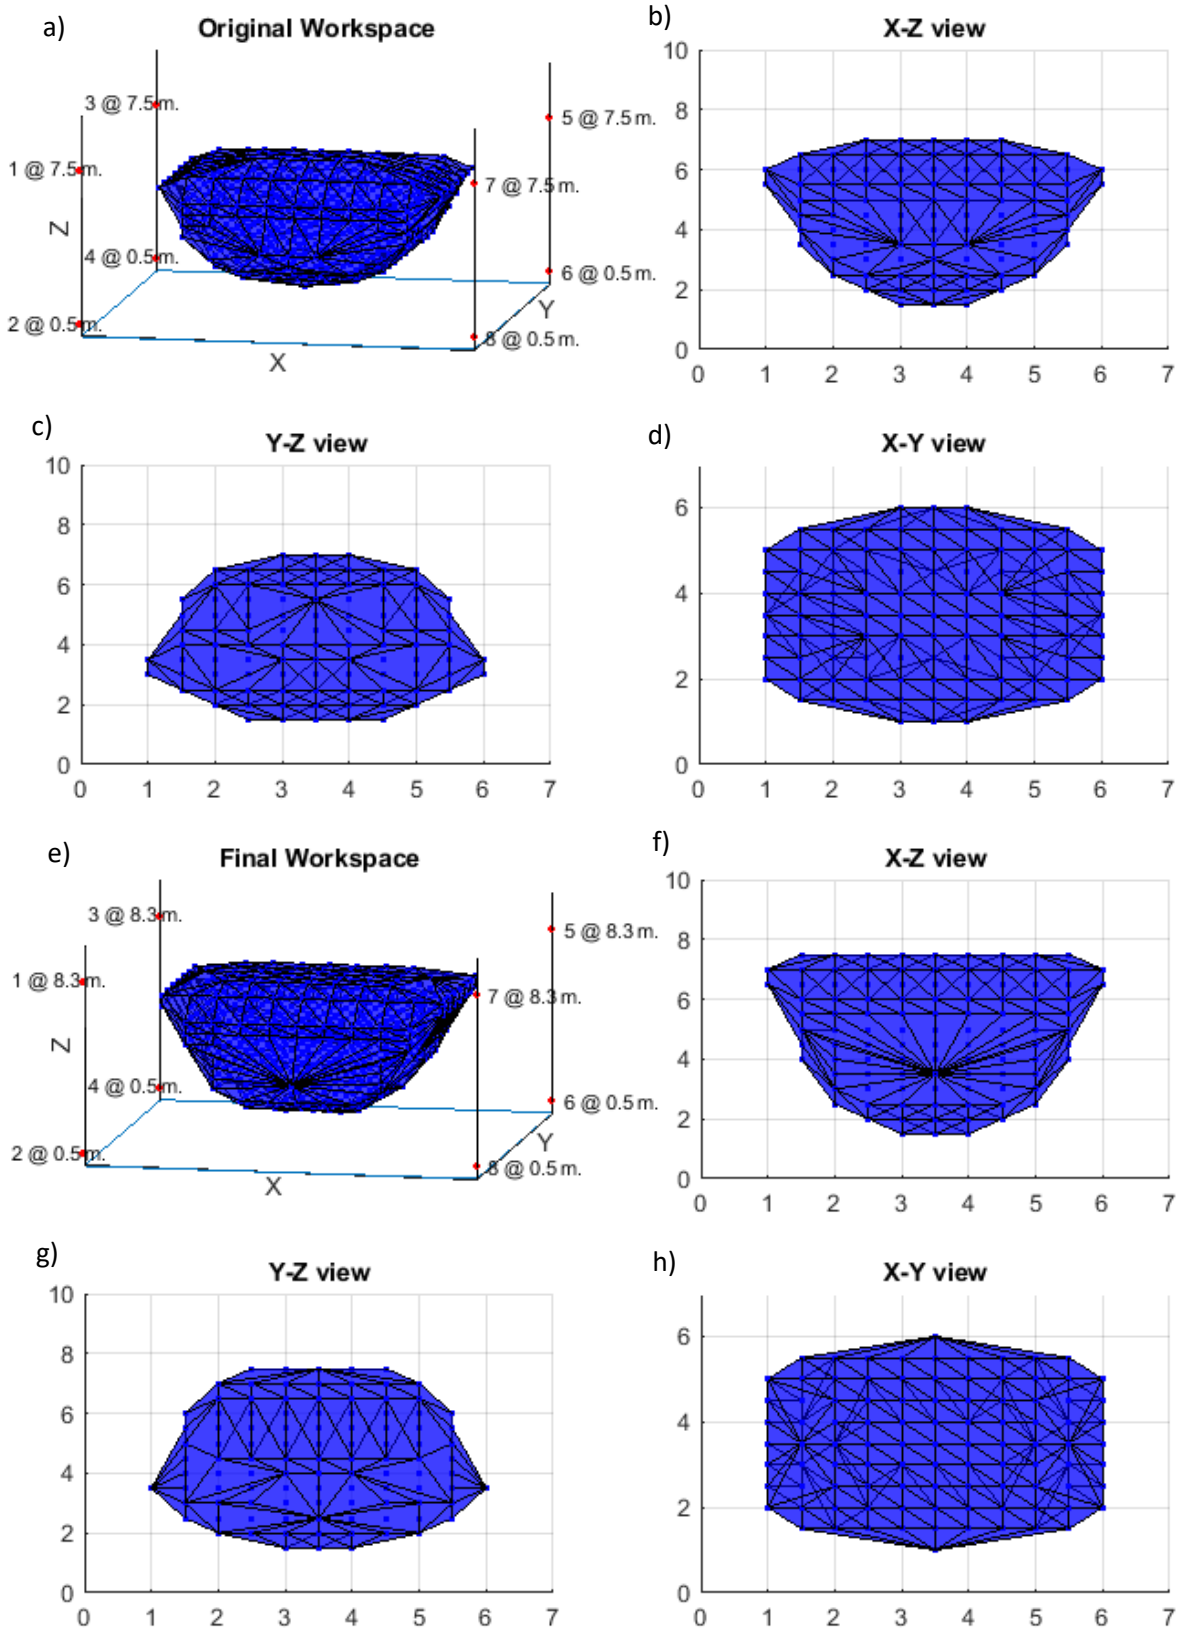 a)
Original Workspace
3 @ 7.5 m.
1 @ 7.5 m.
5 @ 7.5 m.
7 @ 7.5 m.
Z
4 @ 0.5 m.
6 @ 0.5 m.
2 @ 0.5 m.
8 @ 0.5 m.
Y
X
b)
X-Z view
10
8
6
4
2
0
0 1 2 3 4 5 6 7
c)
Y-Z view
10
8
6
4
2
0
0 1 2 3 4 5 6 7
d)
X-Y view
6
4
2
0
0 1 2 3 4 5 6 7
e)
Final Workspace
3 @ 8.3 m.
5 @ 8.3 m.
1 @ 8.3 m.
7 @ 8.3 m.
Z
4 @ 0.5 m.
6 @ 0.5 m.
Y
2 @ 0.5 m.
8 @ 0.5 m.
X
f)
X-Z view
10
8
6
4
2
0
0 1 2 3 4 5 6 7
g)
Y-Z view
10
8
6
4
2
0
0 1 2 3 4 5 6 7
h)
X-Y view
6
4
2
0
0 1 2 3 4 5 6 7